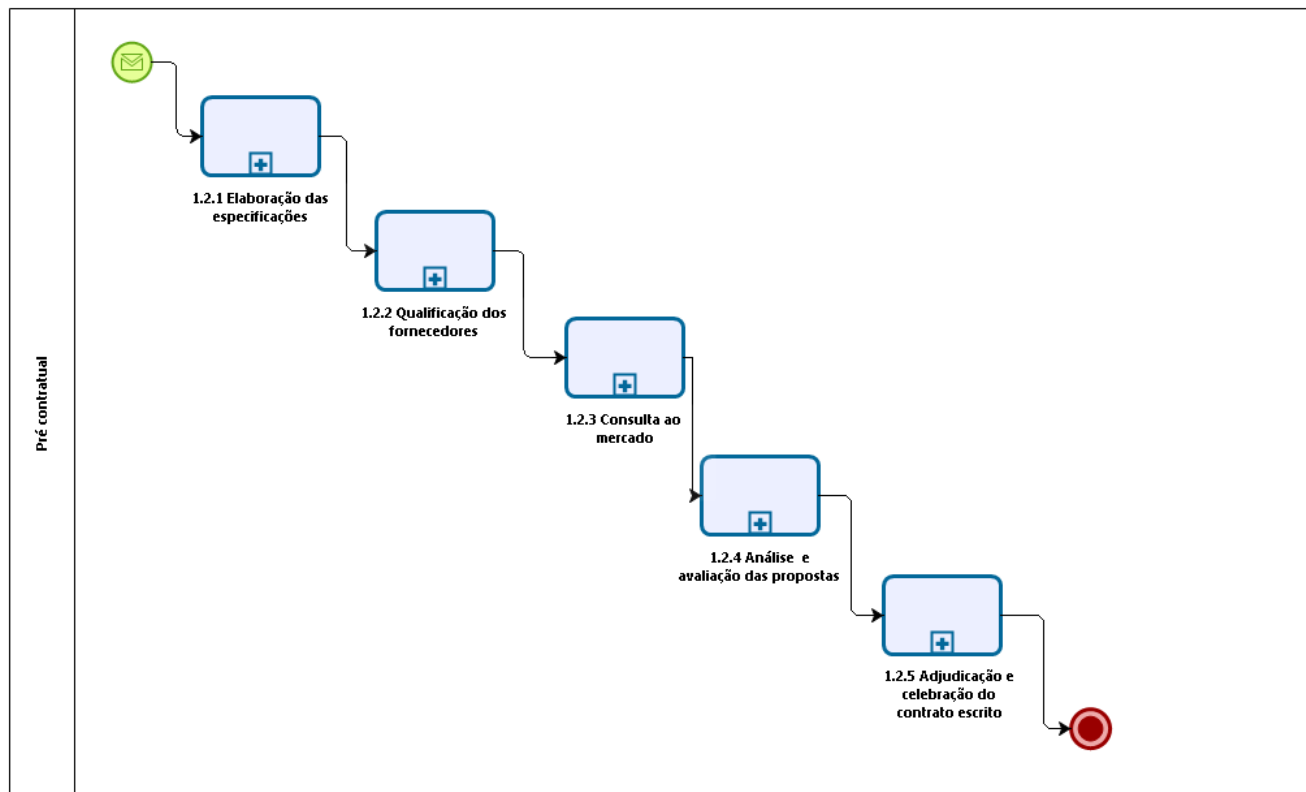 Pré contratual
1.2.1 Elaboração das
especificações
1.2.2 Qualificação dos
fornecedores
1.2.3 Consulta ao
mercado
1.2.4 Análise  e
avaliação das propostas
1.2.5 Adjudicação e
celebração do
contrato escrito